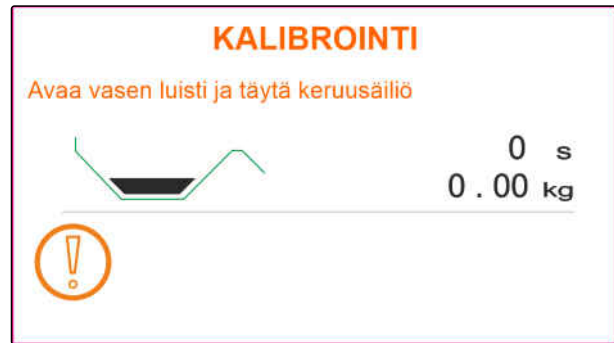 KALIBROINTI
Avaa vasen luisti ja täytä keruusäiliö
0 s
0.00 kg